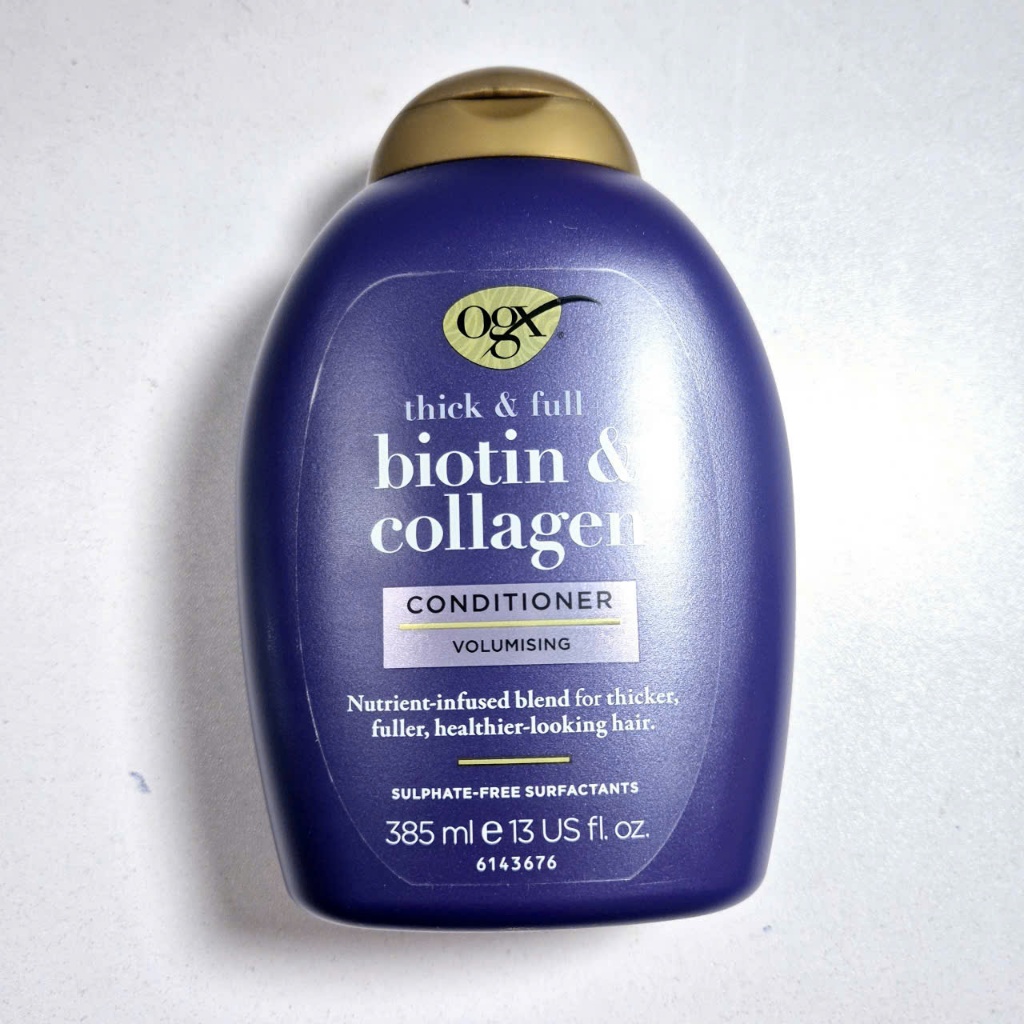 ogx
thick & full
biotin &
collagen
CONDITIONER
VOLUMISING
Nutrient-infused blend for thicker,
fuller, healthier-looking hair.
SULPHATE-FREE SURFACTANTS
385 ml e 13 US fl. oz.
6143676